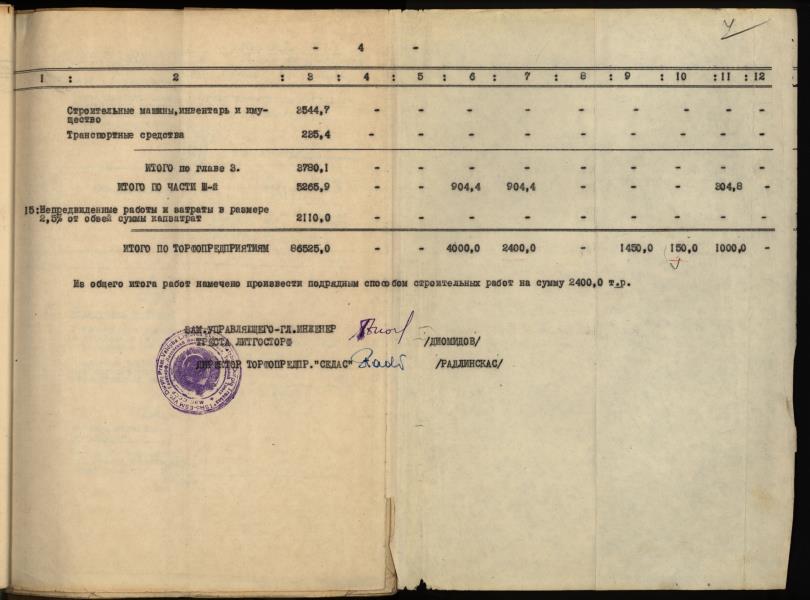 4
- 4 -
1 : 2 : 3 : 4 : 5 : 6 : 7 : 8 : 9 : 10 :11 : 12
Строительные машины,инвентарь и иму-
щество 3544,7 - - - - - - - - -
Транспортные средства 235,4 - - - - - - - - -
ИТОГО по главе 3. 3780,1 - - - - - - - - -
ИТОГО ПО ЧАСТИ Ш-й 5265,9 - - 904,4 904,4 - - - 304,8 -
15:Непредвиденные работы и затраты в размере
2,5% от общей суммы капзатрат 2110,0 - - - - - - - - -
ИТОГО ПО ТОРФОПРЕДПРИЯТИЯМ 86525,0 - - 4000,0 2400,0 - 1450,0 150,0 1000,0 -
Из общего итога работ намечено произвести подрядным способом строительных работ на сумму 2400,0 т.р.
ЗАМ.УПРАВЛЯЮЩЕГО-ГЛ.ИНЖЕНЕР
ТРЕСТА ЛИТГОСТОРФ /ДИОМИДОВ/
ДИРЕКТОР ТОРФОПРЕДПР."СЕДАС" /РАДЛИНСКАС/